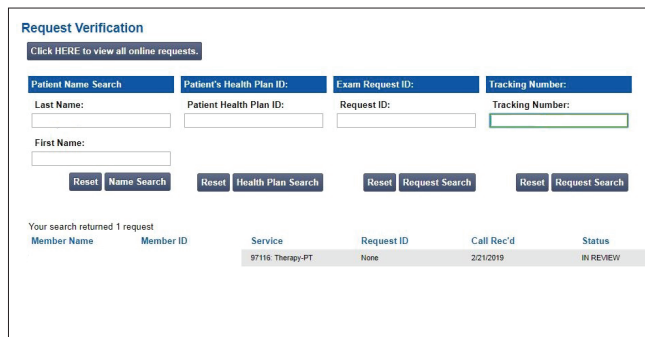 Request Verification
Click HERE to view all online requests.
Patient Name Search Patient's Health Plan ID: Exam Request ID: Tracking Number:
Last Name: Patient Health Plan ID: Request ID: Tracking Number:
First Name:
Reset Name Search Reset Health Plan Search Reset Request Search Reset Request Search
Your search returned 1 request
Member Name Member ID Service Request ID Call Rec'd Status
97116: Therapy-PT None 2/21/2019 IN REVIEW